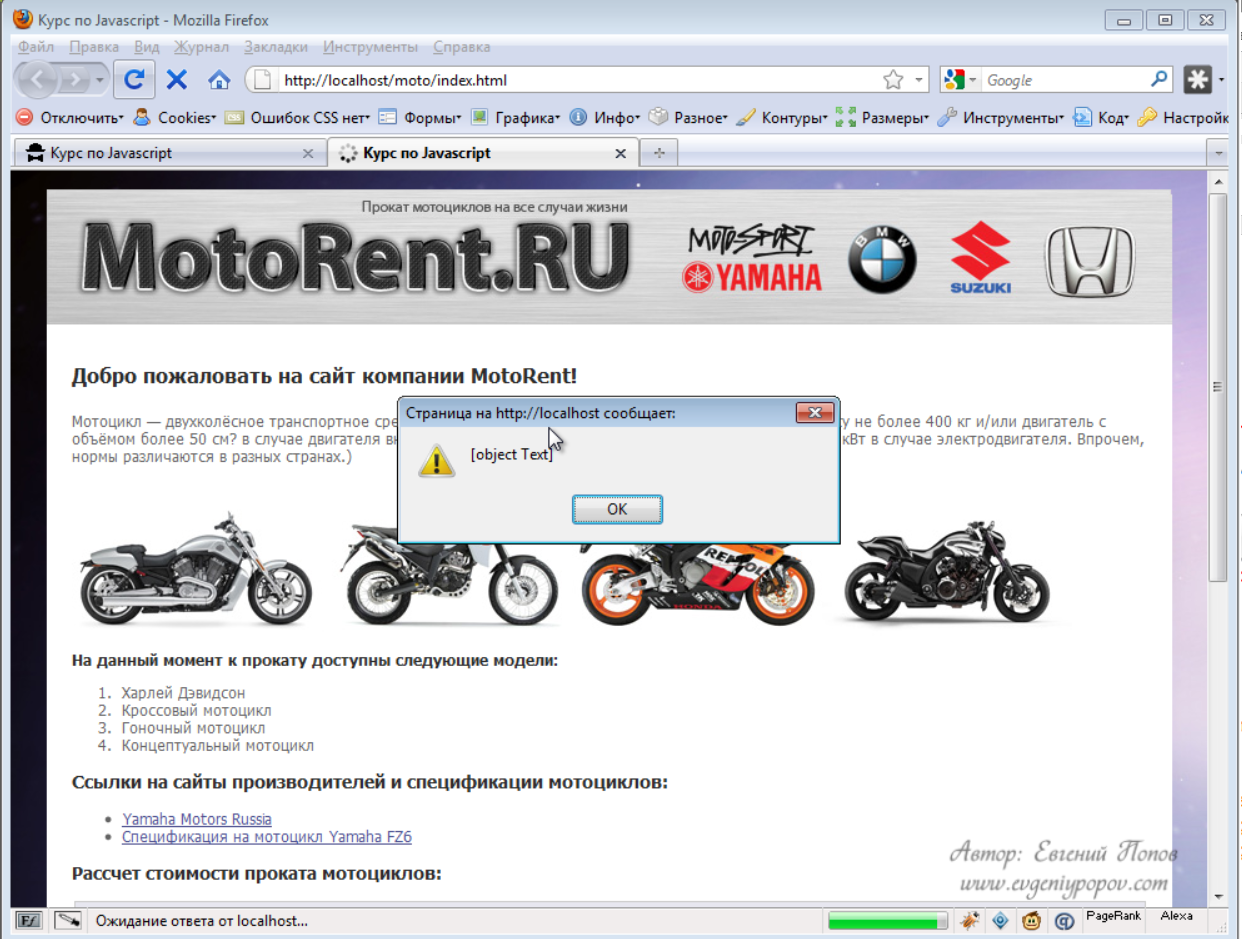 Курс по Javascript - Mozilla Firefox
Файл Правка Вид Журнал Закладки Инструменты Справка
http://localhost/moto/index.html Google
Отключить Cookies CSS Ошибок CSS нет Формы Графика Инфо Разное Контуры Размеры Инструменты Код Настройк
Курс по Javascript Курс по Javascript
Прокат мотоциклов на все случаи жизни
MotoRent.RU
MOTOSPORT
YAMAHA
BMW
SUZUKI
Добро пожаловать на сайт компании MotoRent!
Мотоцикл — двухколёсное транспортное сре у не более 400 кг и/или двигатель с
объёмом более 50 см? в случае двигателя вн кВт в случае электродвигателя. Впрочем,
нормы различаются в разных странах.)
Страница на http://localhost сообщает:
[object Text]
OK
REPSOL
HONDA
На данный момент к прокату доступны следующие модели:
1. Харлей Дэвидсон
2. Кроссовый мотоцикл
3. Гоночный мотоцикл
4. Концептуальный мотоцикл
Ссылки на сайты производителей и спецификации мотоциклов:
Yamaha Motors Russia
Спецификация на мотоцикл Yamaha FZ6
Рассчет стоимости проката мотоциклов:
Автор: Евгений Попов
www.evgeniypopov.com
Ожидание ответа от localhost... PageRank Alexa